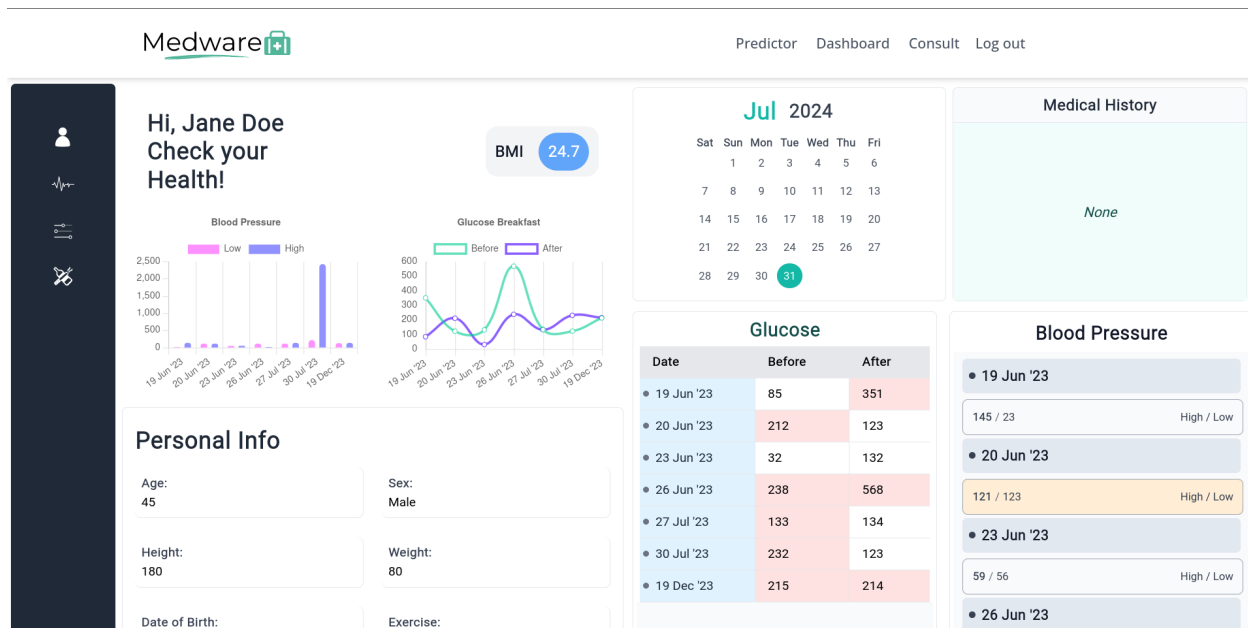 Medware
Predictor Dashboard Consult Log out
Hi, Jane Doe
Check your
Health!
BMI 24.7
Blood Pressure
Low High
2,500
2,000
1,500
1,000
500
0
19 Jun '23 20 Jun '23 23 Jun '23 26 Jun '23 27 Jul '23 30 Jul '23 19 Dec '23
Glucose Breakfast
Before After
600
500
400
300
200
100
0
19 Jun '23 20 Jun '23 23 Jun '23 26 Jun '23 27 Jul '23 30 Jul '23 19 Dec '23
Personal Info
Age:
45
Sex:
Male
Height:
180
Weight:
80
Date of Birth:
Exercise:
Jul 2024
Sat Sun Mon Tue Wed Thu Fri
1 2 3 4 5 6
7 8 9 10 11 12 13
14 15 16 17 18 19 20
21 22 23 24 25 26 27
28 29 30 31
Medical History
None
Glucose
Date Before After
19 Jun '23 85 351
20 Jun '23 212 123
23 Jun '23 32 132
26 Jun '23 238 568
27 Jul '23 133 134
30 Jul '23 232 123
19 Dec '23 215 214
Blood Pressure
19 Jun '23
145 / 23 High / Low
20 Jun '23
121 / 123 High / Low
23 Jun '23
59 / 56 High / Low
26 Jun '23